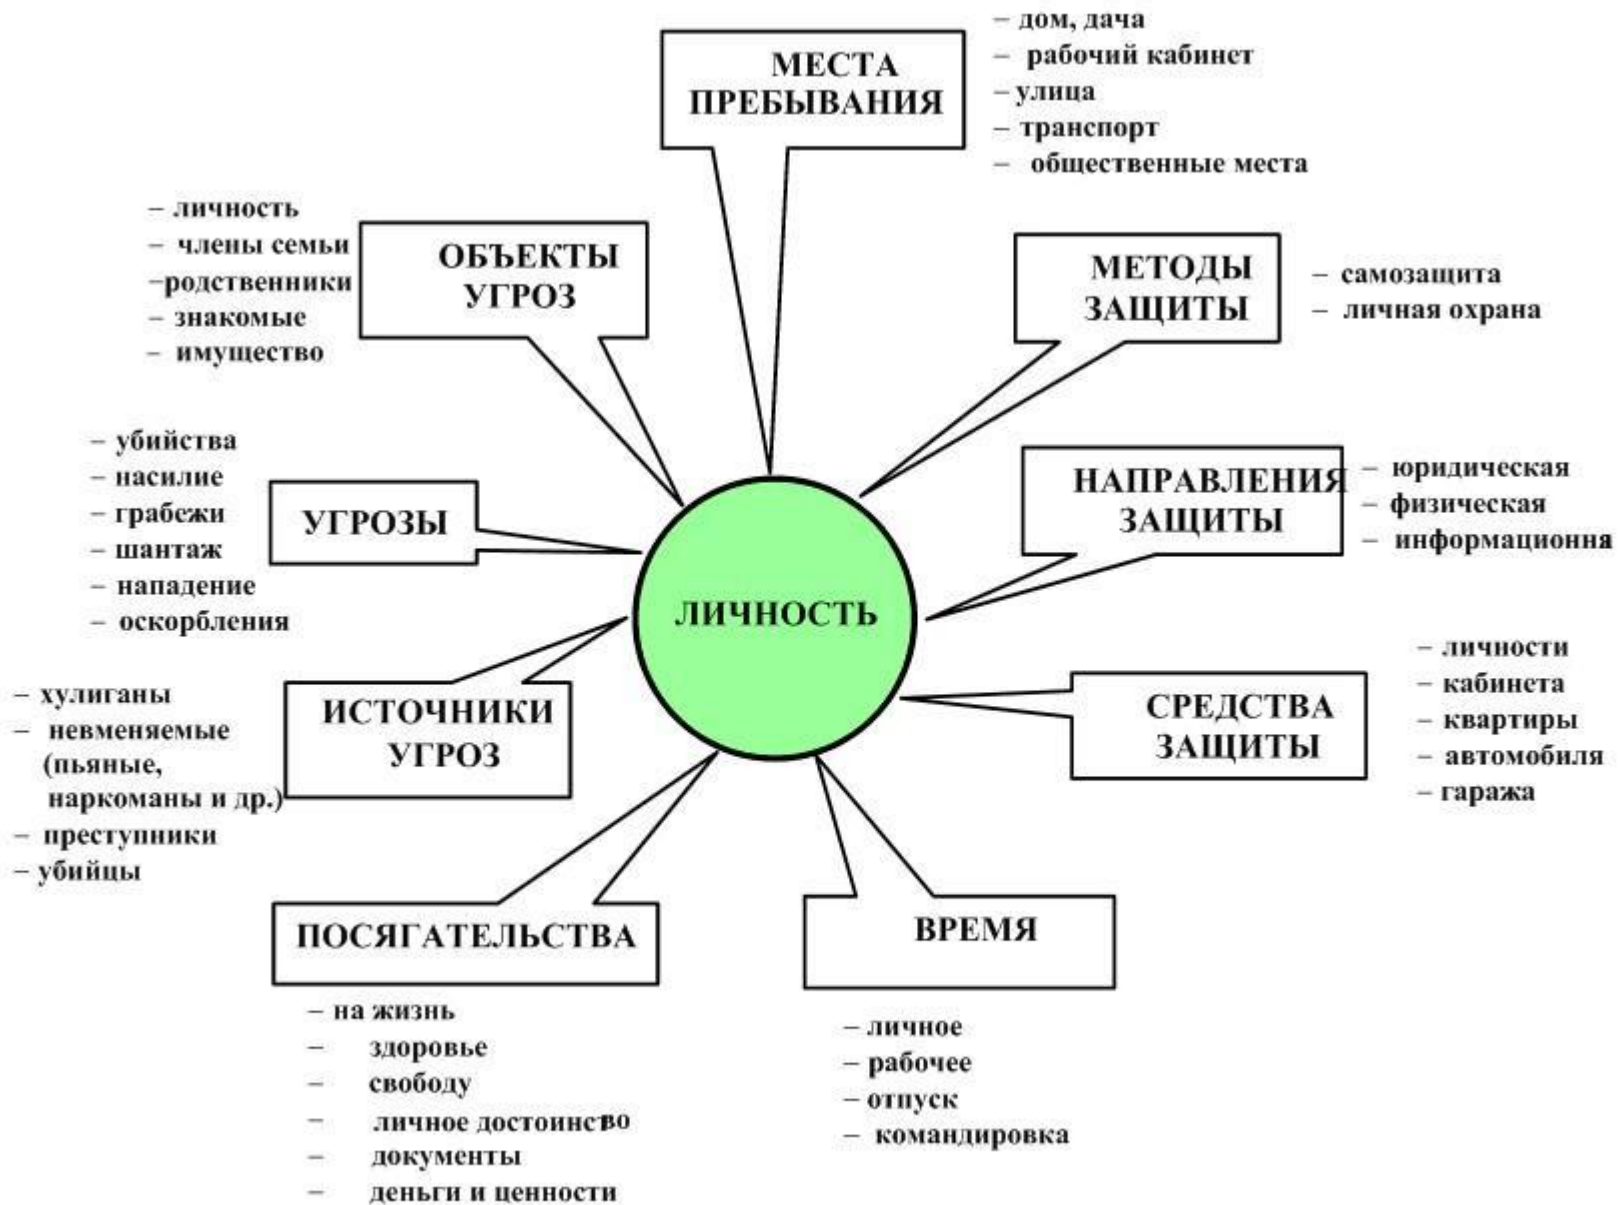 МЕСТА
ПРЕБЫВАНИЯ
– дом, дача
– рабочий кабинет
– улица
– транспорт
– общественные места
– личность
– члены семьи
–родственники
– знакомые
– имущество
ОБЪЕКТЫ
УГРОЗ
МЕТОДЫ
ЗАЩИТЫ
– самозащита
– личная охрана
– убийства
– насилие
– грабежи
– шантаж
– нападение
– оскорбления
УГРОЗЫ
НАПРАВЛЕНИЯ
ЗАЩИТЫ
– юридическая
– физическая
– информационна
ЛИЧНОСТЬ
– хулиганы
– невменяемые
(пьяные,
наркоманы и др.)
– преступники
– убийцы
ИСТОЧНИКИ
УГРОЗ
СРЕДСТВА
ЗАЩИТЫ
– личности
– кабинета
– квартиры
– автомобиля
– гаража
ПОСЯГАТЕЛЬСТВА
– на жизнь
– здоровье
– свободу
– личное достоинство
– документы
– деньги и ценности
ВРЕМЯ
– личное
– рабочее
– отпуск
– командировка